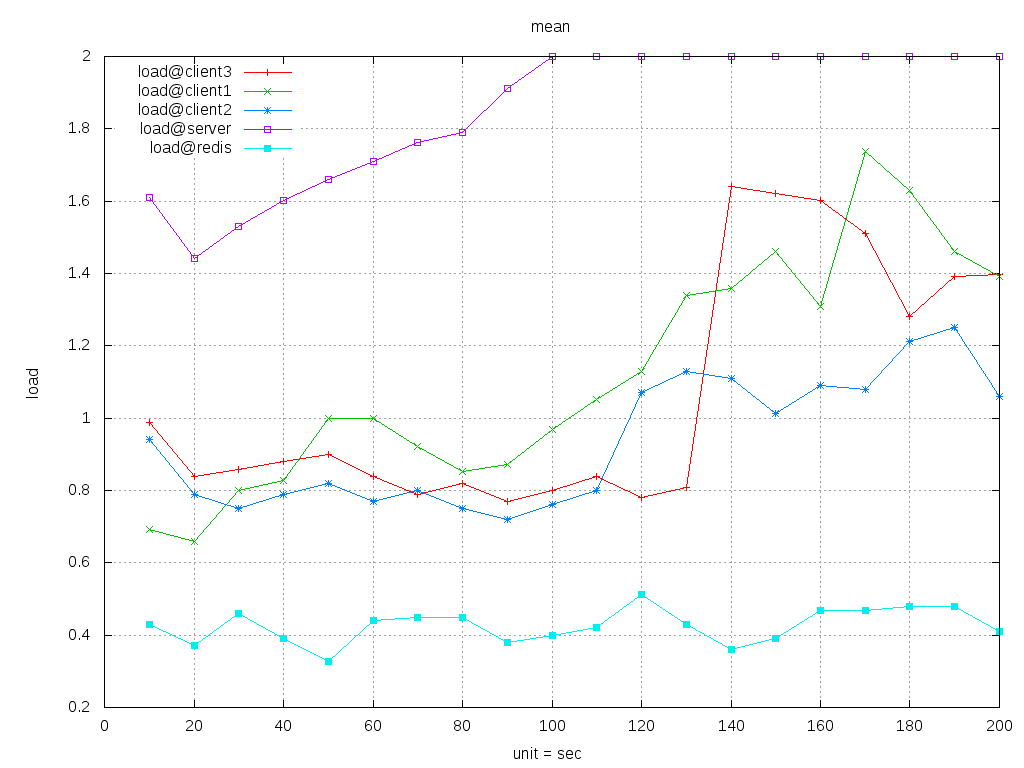 mean
2
1.8
1.6
1.4
1.2
1
0.8
0.6
0.4
0.2
load
load@client3
load@client1
load@client2
load@server
load@redis
0 20 40 60 80 100 120 140 160 180 200
unit = sec